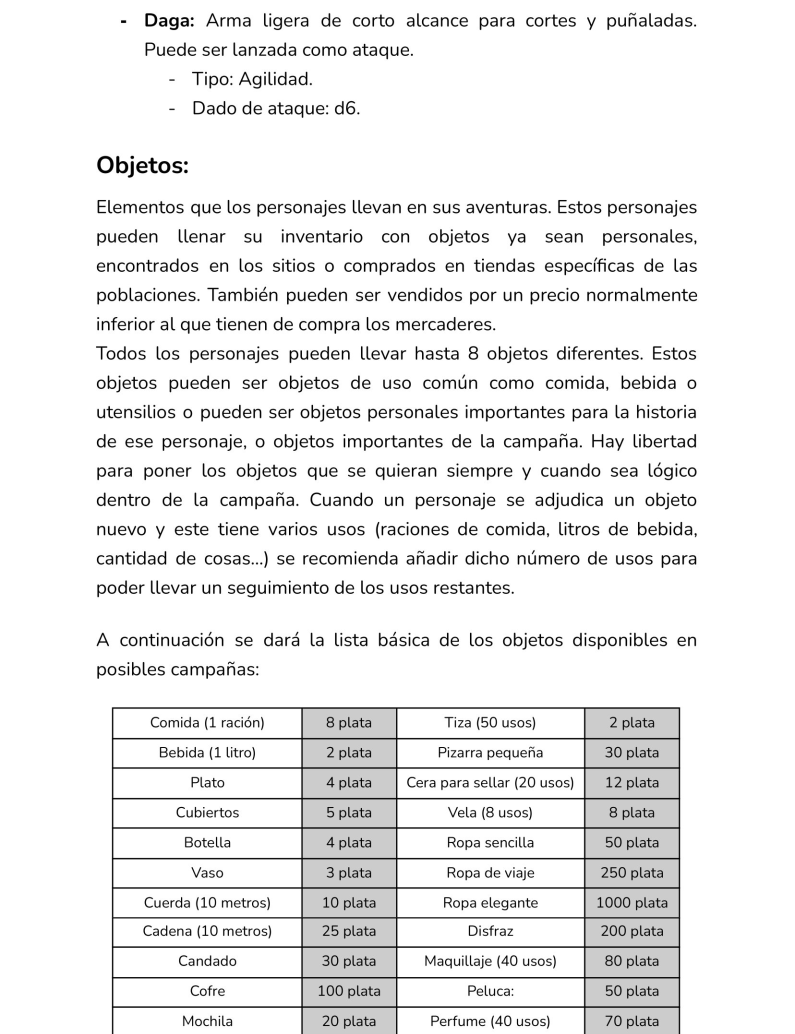 - Daga: Arma ligera de corto alcance para cortes y puñaladas.
Puede ser lanzada como ataque.
- Tipo: Agilidad.
- Dado de ataque: d6.
Objetos:
Elementos que los personajes llevan en sus aventuras. Estos personajes
pueden llenar su inventario con objetos ya sean personales,
encontrados en los sitios o comprados en tiendas específicas de las
poblaciones. También pueden ser vendidos por un precio normalmente
inferior al que tienen de compra los mercaderes.
Todos los personajes pueden llevar hasta 8 objetos diferentes. Estos
objetos pueden ser objetos de uso común como comida, bebida o
utensilios o pueden ser objetos personales importantes para la historia
de ese personaje, o objetos importantes de la campaña. Hay libertad
para poner los objetos que se quieran siempre y cuando sea lógico
dentro de la campaña. Cuando un personaje se adjudica un objeto
nuevo y este tiene varios usos (raciones de comida, litros de bebida,
cantidad de cosas...) se recomienda añadir dicho número de usos para
poder llevar un seguimiento de los usos restantes.
A continuación se dará la lista básica de los objetos disponibles en
posibles campañas:
Comida (1 ración) 8 plata Tiza (50 usos) 2 plata
Bebida (1 litro) 2 plata Pizarra pequeña 30 plata
Plato 4 plata Cera para sellar (20 usos) 12 plata
Cubiertos 5 plata Vela (8 usos) 8 plata
Botella 4 plata Ropa sencilla 50 plata
Vaso 3 plata Ropa de viaje 250 plata
Cuerda (10 metros) 10 plata Ropa elegante 1000 plata
Cadena (10 metros) 25 plata Disfraz 200 plata
Candado 30 plata Maquillaje (40 usos) 80 plata
Cofre 100 plata Peluca: 50 plata
Mochila 20 plata Perfume (40 usos) 70 plata